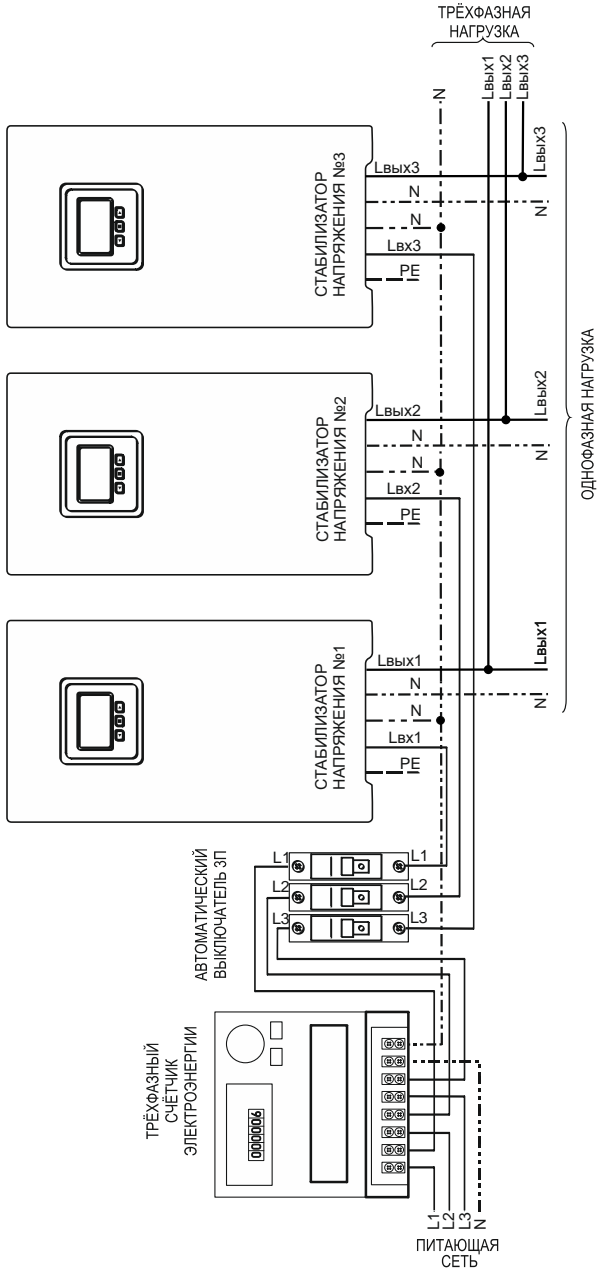 ТРЁХФАЗНАЯ
НАГРУЗКА
N
Lвых1
Lвых2
Lвых3
СТАБИЛИЗАТОР
НАПРЯЖЕНИЯ №3
Lвых3
N
N
Lвх3
PE
Lвых3
N
СТАБИЛИЗАТОР
НАПРЯЖЕНИЯ №2
Lвых2
N
N
Lвх2
PE
Lвых2
N
ОДНОФАЗНАЯ НАГРУЗКА
СТАБИЛИЗАТОР
НАПРЯЖЕНИЯ №1
Lвых1
N
N
Lвх1
PE
Lвых1
N
АВТОМАТИЧЕСКИЙ
ВЫКЛЮЧАТЕЛЬ 3П
L1
L1
L2
L2
L3
L3
ТРЁХФАЗНЫЙ
СЧЁТЧИК
ЭЛЕКТРОЭНЕРГИИ
000006
L1
L2
L3
N
ПИТАЮЩАЯ
СЕТЬ